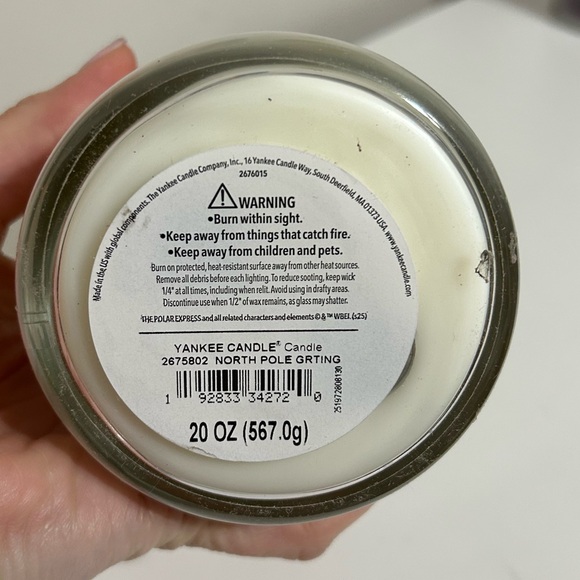 Made in the US with global components. The Yankee Candle Company, Inc., 16 Yankee Candle Way, South Deerfield, MA 01373 USA. www.yankeecandle.com
2676015
WARNING
•Burn within sight.
•Keep away from things that catch fire.
•Keep away from children and pets.
Burn on protected, heat-resistant surface away from other heat sources.
Remove all debris before each lighting. To reduce sooting, keep wick
1/4" at all times, including when relit. Avoid using in drafty areas.
Discontinue use when 1/2" of wax remains, as glass may shatter.
THE POLAR EXPRESS and all related characters and elements © & ™ WBEI. (s25)
YANKEE CANDLE® Candle
2675802 NORTH POLE GRTING
1 92833 34272 0
20 OZ (567.0g)